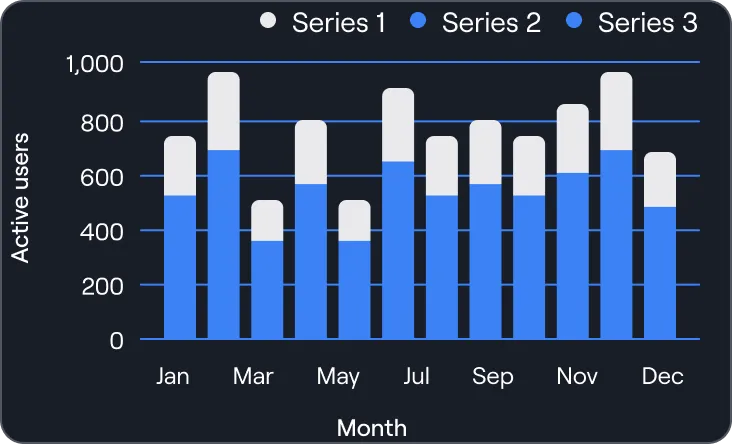 Series 1 Series 2 Series 3
1,000
800
600
400
200
0
Active users
Jan Mar May Jul Sep Nov Dec
Month